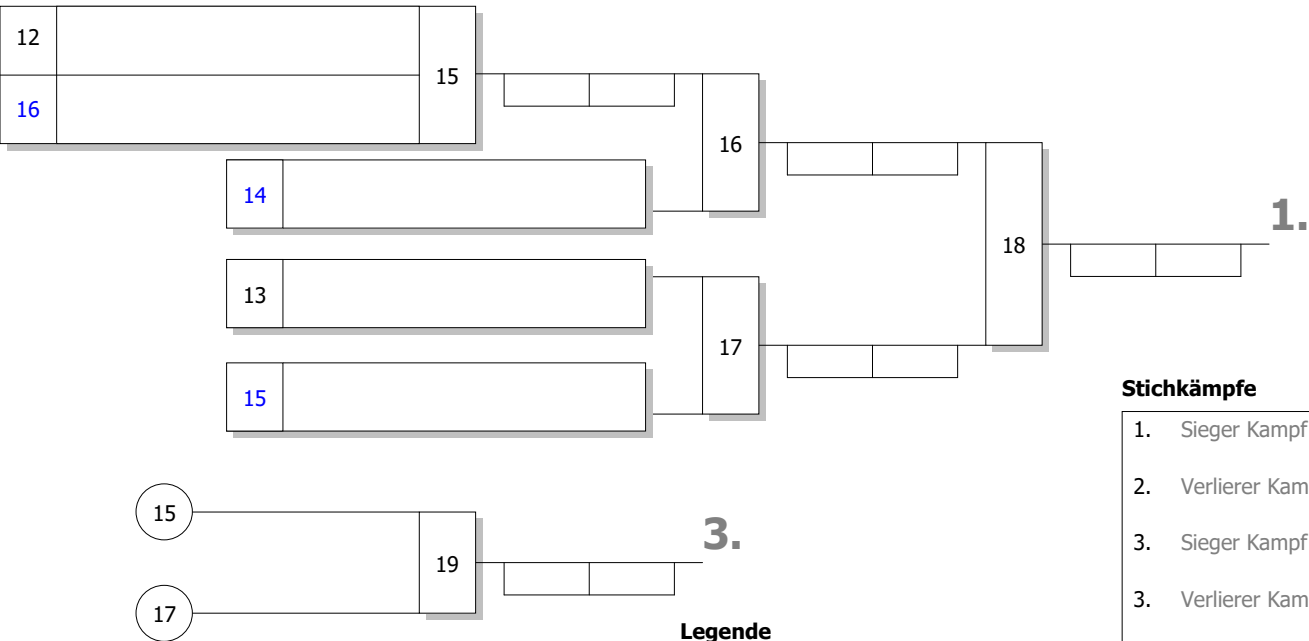 12
15
16
16
14
1.
18
13
17
15
Stichkämpfe
1. Sieger Kampf
2. Verlierer Kam
3. Sieger Kampf
3. Verlierer Kam
15
3.
19
17
Legende